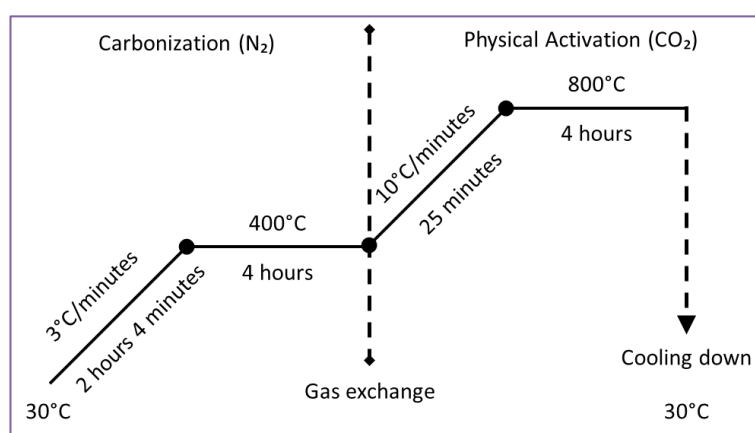 Carbonization (N₂)
Physical Activation (CO₂)
800°C
10°C/minutes
4 hours
25 minutes
400°C
3°C/minutes
4 hours
2 hours 4 minutes
Cooling down
Gas exchange
30°C
30°C